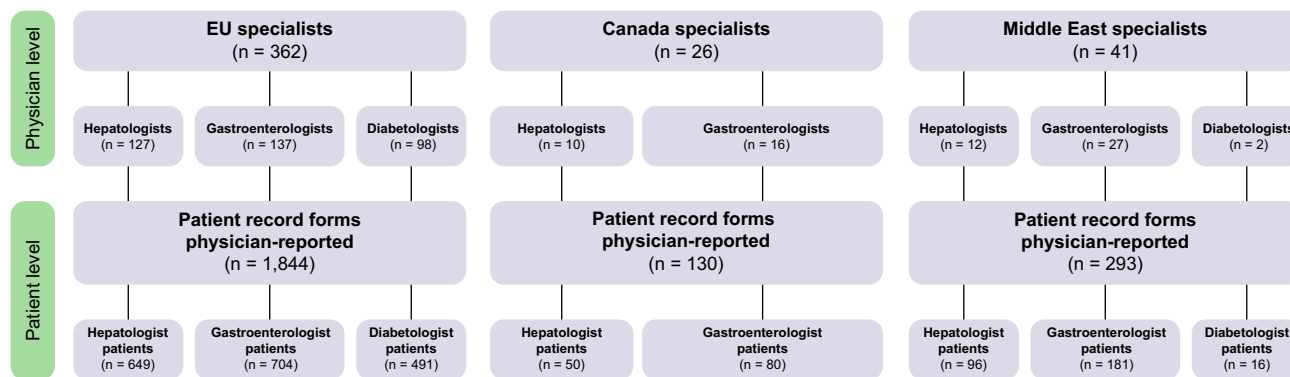 Physician level
EU specialists
(n = 362)
Canada specialists
(n = 26)
Middle East specialists
(n = 41)
Hepatologists
(n = 127)
Gastroenterologists
(n = 137)
Diabetologists
(n = 98)
Hepatologists
(n = 10)
Gastroenterologists
(n = 16)
Hepatologists
(n = 12)
Gastroenterologists
(n = 27)
Diabetologists
(n = 2)
Patient level
Patient record forms
physician-reported
(n = 1,844)
Patient record forms
physician-reported
(n = 130)
Patient record forms
physician-reported
(n = 293)
Hepatologist
patients
(n = 649)
Gastroenterologist
patients
(n = 704)
Diabetologist
patients
(n = 491)
Hepatologist
patients
(n = 50)
Gastroenterologist
patients
(n = 80)
Hepatologist
patients
(n = 96)
Gastroenterologist
patients
(n = 181)
Diabetologist
patients
(n = 16)